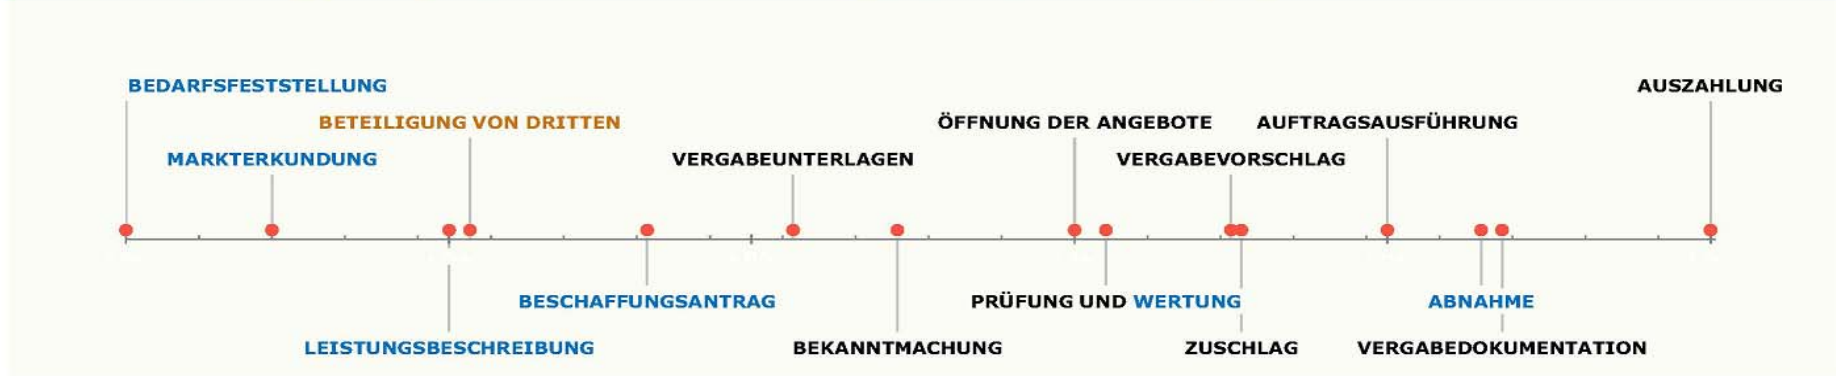 BEDARFSFESTSTELLUNG
AUSZAHLUNG
BETEILIGUNG VON DRITTEN
ÖFFNUNG DER ANGEBOTE
AUFTRAGSAUSFÜHRUNG
MARKTERKUNDUNG
VERGABEUNTERLAGEN
VERGABEVORSCHLAG
BESCHAFFUNGSANTRAG
PRÜFUNG UND WERTUNG
ABNAHME
LEISTUNGSBESCHREIBUNG
BEKANNTMACHUNG
ZUSCHLAG
VERGABEDOKUMENTATION